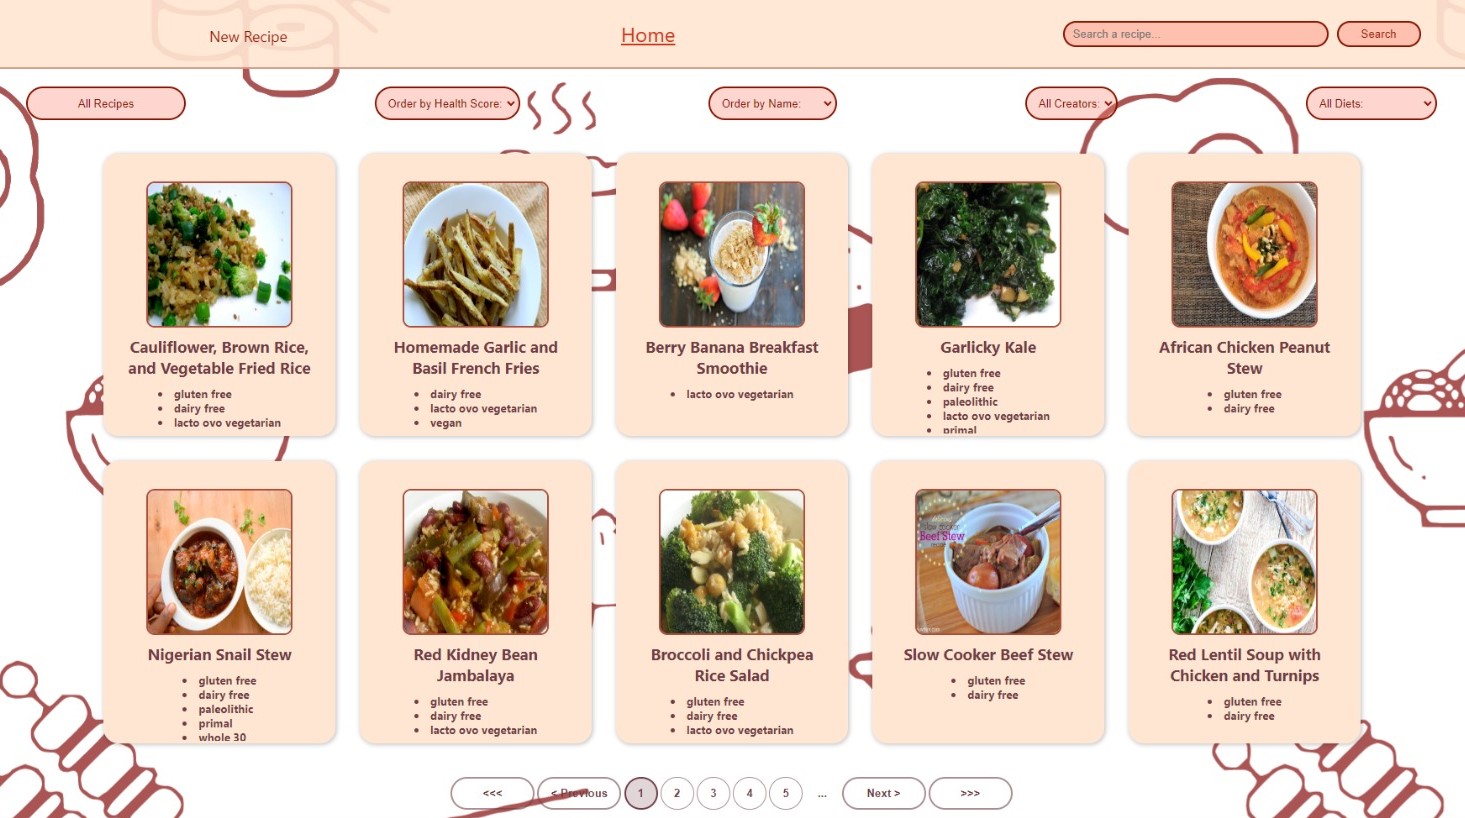 New Recipe
Home
Search a recipe...
Search
All Recipes
Order by Health Score:
Order by Name:
All Creators:
All Diets:
Cauliflower, Brown Rice,
and Vegetable Fried Rice
gluten free
dairy free
lacto ovo vegetarian
Homemade Garlic and
Basil French Fries
dairy free
lacto ovo vegetarian
vegan
Berry Banana Breakfast
Smoothie
lacto ovo vegetarian
Garlicky Kale
gluten free
dairy free
paleolithic
lacto ovo vegetarian
primal
African Chicken Peanut
Stew
gluten free
dairy free
Nigerian Snail Stew
gluten free
dairy free
paleolithic
primal
whole 30
Red Kidney Bean
Jambalaya
gluten free
dairy free
lacto ovo vegetarian
Broccoli and Chickpea
Rice Salad
gluten free
dairy free
lacto ovo vegetarian
slow cooker
Beef Stew
Slow Cooker Beef Stew
gluten free
dairy free
Red Lentil Soup with
Chicken and Turnips
gluten free
dairy free
<<< < Previous 1 2 3 4 5 ... Next > >>>